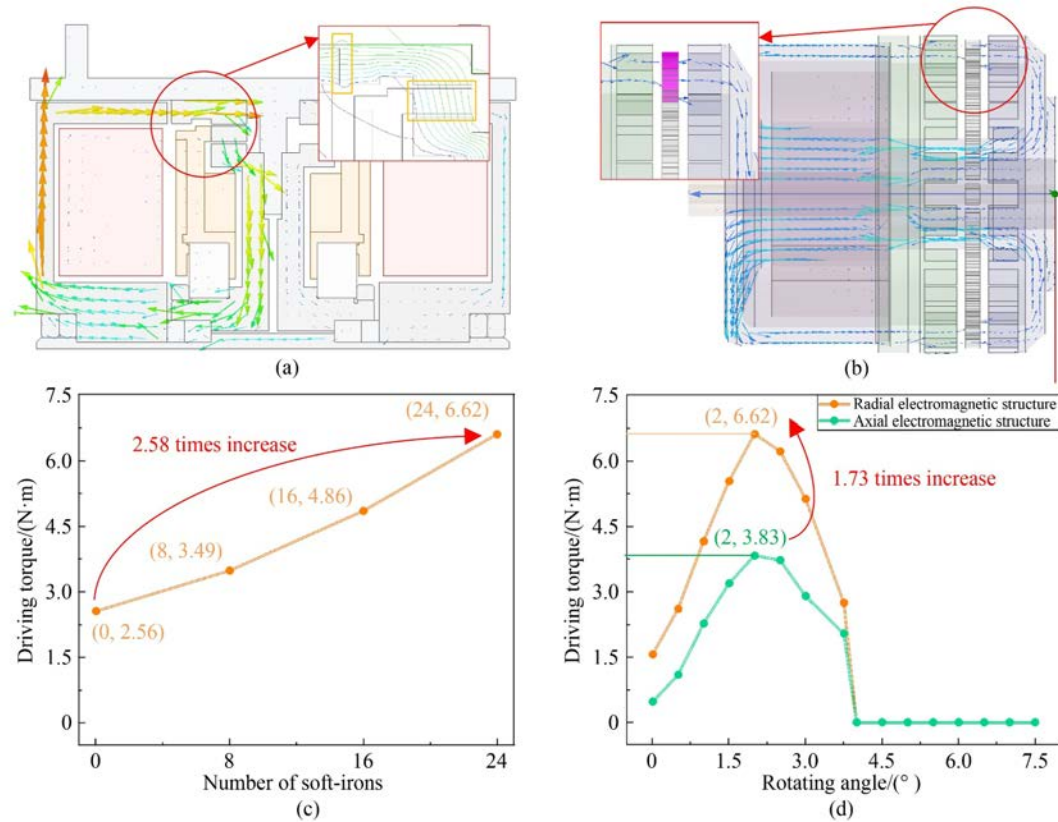 (a)
(b)
7.5
6.0
4.5
3.0
1.5
0
Driving torque/(N·m)
(24, 6.62)
2.58 times increase
(16, 4.86)
(8, 3.49)
(0, 2.56)
0
8
16
24
Number of soft-irons
(c)
7.5
6.0
4.5
3.0
1.5
0
Driving torque/(N·m)
Radial electromagnetic structure
Axial electromagnetic structure
(2, 6.62)
1.73 times increase
(2, 3.83)
0
1.5
3.0
4.5
6.0
7.5
Rotating angle/(° )
(d)